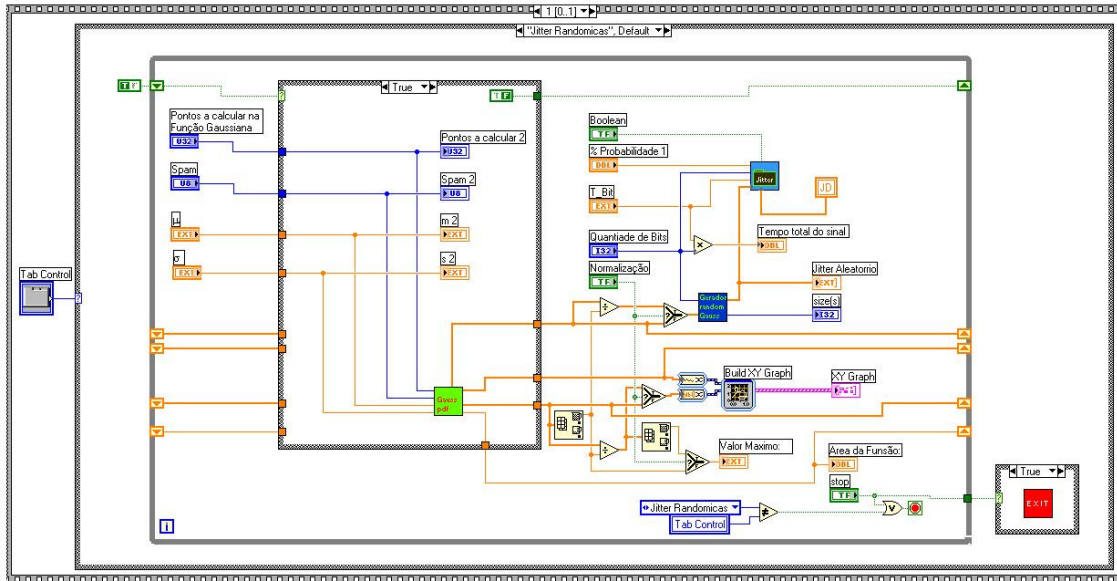 1 [0..1]
"Jitter Randomicas", Default
True
Pontos a calcular na
Função Gaussiana
U32
Pontos a calcular 2
U32
Spam
U8
Spam 2
U8
μ
EXT
m 2
EXT
σ
EXT
s 2
EXT
Tab Control
Gauss
pdf
Boolean
TF
% Probabilidade 1
DBL
Jitter
JD
T_Bit
EXT
Tempo total do sinal
DBL
Quantiade de Bits
I32
Normalização
TF
Gerador
random
Gauss
Jitter Aleatorrio
EXT
size(s)
I32
Build XY Graph
XY Graph
Valor Maximo:
EXT
Area da Funsão:
DBL
stop
TF
Jitter Randomicas
Tab Control
True
EXIT
i